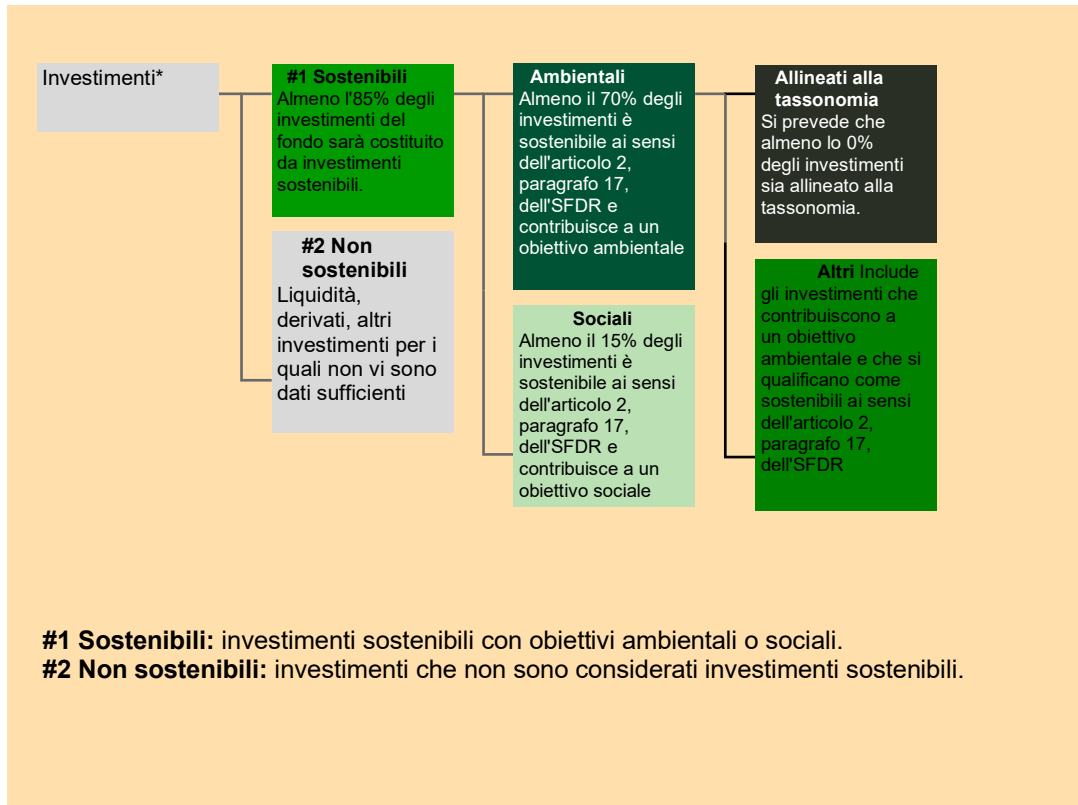 Investimenti*
#1 Sostenibili
Almeno l'85% degli
investimenti del
fondo sarà costituito
da investimenti
sostenibili.
#2 Non
sostenibili
Liquidità,
derivati, altri
investimenti per i
quali non vi sono
dati sufficienti
Ambientali
Almeno il 70% degli
investimenti è
sostenibile ai sensi
dell'articolo 2,
paragrafo 17,
dell'SFDR e
contribuisce a un
obiettivo ambientale
Sociali
Almeno il 15% degli
investimenti è
sostenibile ai sensi
dell'articolo 2,
paragrafo 17,
dell'SFDR e
contribuisce a un
obiettivo sociale
Allineati alla
tassonomia
Si prevede che
almeno lo 0%
degli investimenti
sia allineato alla
tassonomia.
Altri Include
gli investimenti che
contribuiscono a
un obiettivo
ambientale e che si
qualificano come
sostenibili ai sensi
dell'articolo 2,
paragrafo 17,
dell'SFDR
#1 Sostenibili: investimenti sostenibili con obiettivi ambientali o sociali.
#2 Non sostenibili: investimenti che non sono considerati investimenti sostenibili.